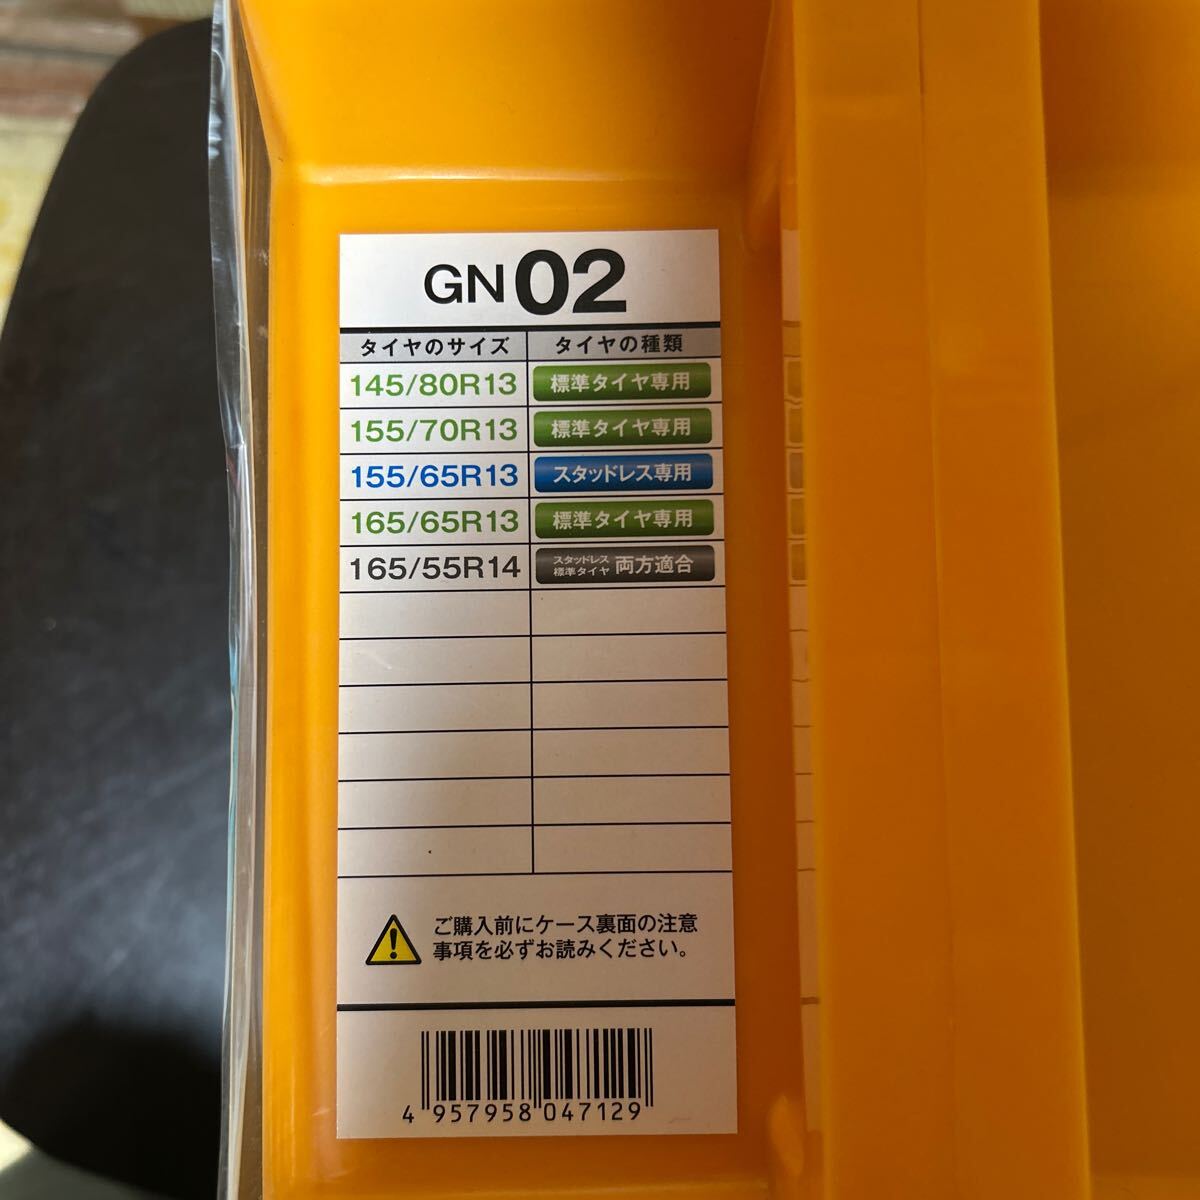 GN02
タイヤのサイズ タイヤの種類
145/80R13 標準タイヤ専用
155/70R13 標準タイヤ専用
155/65R13 スタッドレス専用
165/65R13 標準タイヤ専用
165/55R14 スタッドレス 標準タイヤ 両方適合
ご購入前にケース裏面の注意
事項を必ずお読みください。
4 957958 047129